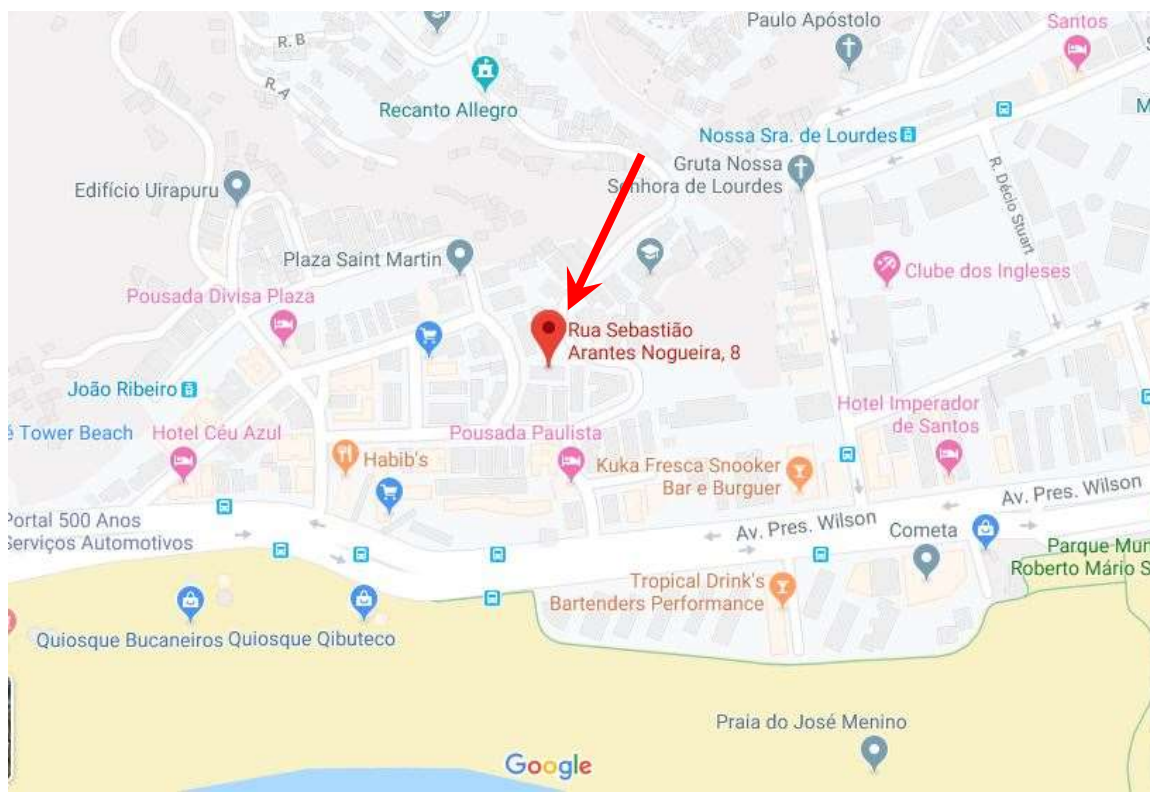 Paulo Apóstolo
Santos
R. B
R. A
Recanto Allegro
Nossa Sra. de Lourdes
Gruta Nossa
Senhora de Lourdes
R. Décio Stuart
Edifício Uirapuru
Plaza Saint Martin
Clube dos Ingleses
Pousada Divisa Plaza
Rua Sebastião
Arantes Nogueira, 8
João Ribeiro
Hotel Imperador
de Santos
Tower Beach
Hotel Céu Azul
Pousada Paulista
Habib's
Kuka Fresca Snooker
Bar e Burguer
Av. Pres. Wilson
Portal 500 Anos
Serviços Automotivos
Av. Pres. Wilson
Cometa
Parque Mun
Roberto Mário S
Tropical Drink's
Bartenders Performance
Quiosque Bucaneiros
Quiosque Qibuteco
Praia do José Menino
Google